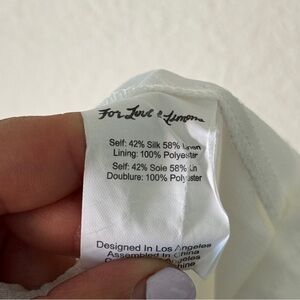 For Love & Lemons
Self: 42% Silk 58% Linen
Lining: 100% Polyester
Self: 42% Soie 58% Lin
Doublure: 100% Polyester
Designed In Los Angeles
Assembled In China
China